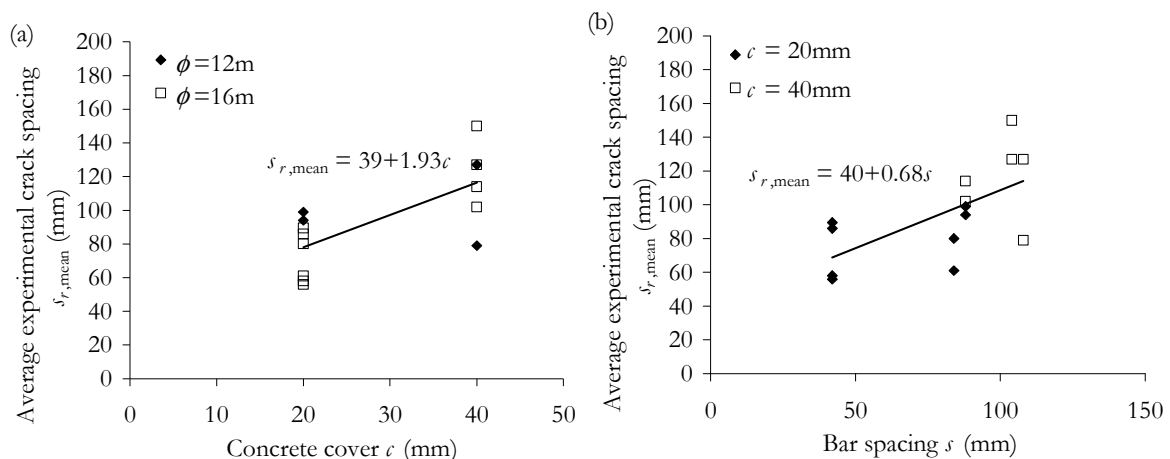 (a)
Average experimental crack spacing
s_r,mean (mm)
200
180
160
140
120
100
80
60
40
20
0
ϕ=12m
ϕ=16m
s_r,mean = 39+1.93c
0 10 20 30 40 50
Concrete cover c (mm)
(b)
Average experimental crack spacing
s_r,mean (mm)
200
180
160
140
120
100
80
60
40
20
0
c = 20mm
c = 40mm
s_r,mean = 40+0.68s
0 50 100 150
Bar spacing s (mm)